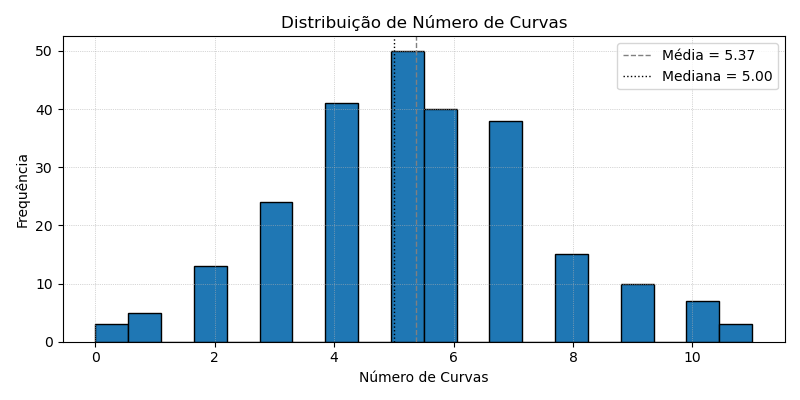 Distribuição de Número de Curvas
Média = 5.37
Mediana = 5.00
Frequência
50
40
30
20
10
0
0 2 4 6 8 10
Número de Curvas